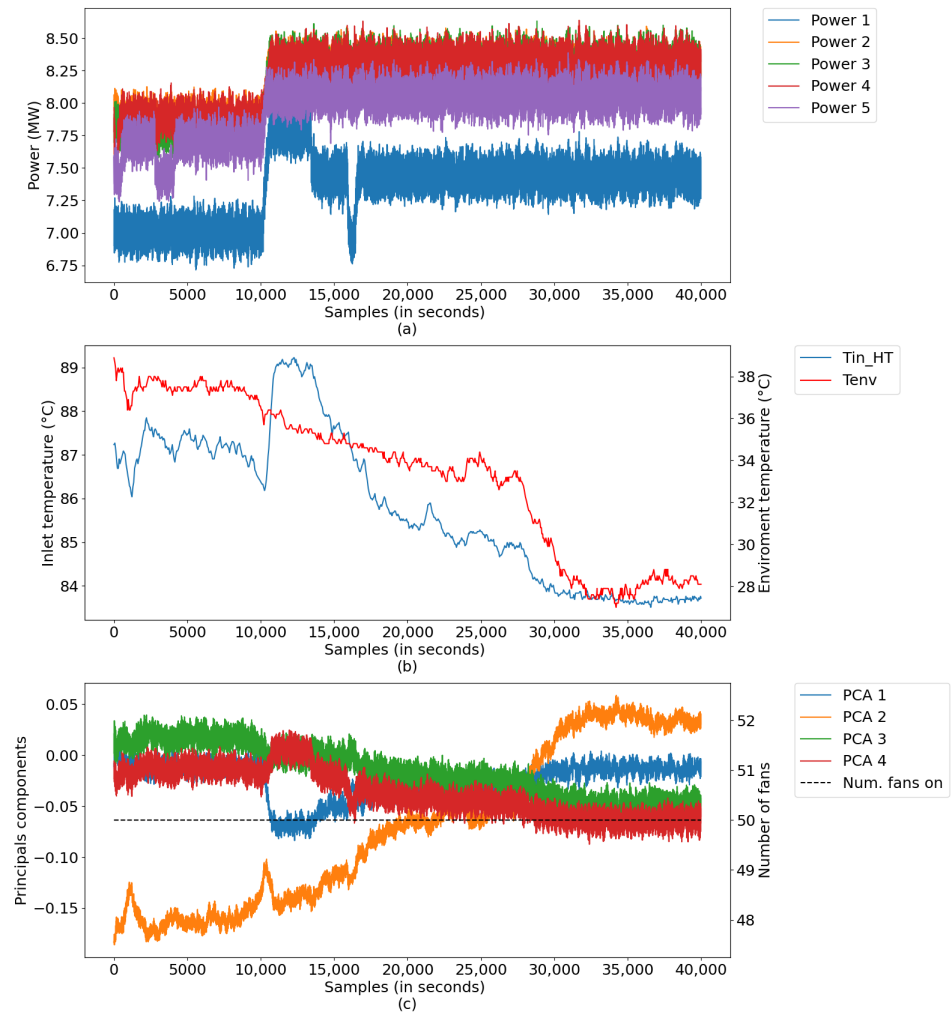 8.50
8.25
8.00
7.75
7.50
7.25
7.00
6.75
Power (MW)
0 5000 10,000 15,000 20,000 25,000 30,000 35,000 40,000
Samples (in seconds)
(a)
Power 1
Power 2
Power 3
Power 4
Power 5
89
88
87
86
85
84
Inlet temperature (°C)
38
36
34
32
30
28
Enviroment temperature (°C)
0 5000 10,000 15,000 20,000 25,000 30,000 35,000 40,000
Samples (in seconds)
(b)
Tin_HT
Tenv
0.05
0.00
−0.05
−0.10
−0.15
Principals components
52
51
50
49
48
Number of fans
0 5000 10,000 15,000 20,000 25,000 30,000 35,000 40,000
Samples (in seconds)
(c)
PCA 1
PCA 2
PCA 3
PCA 4
Num. fans on